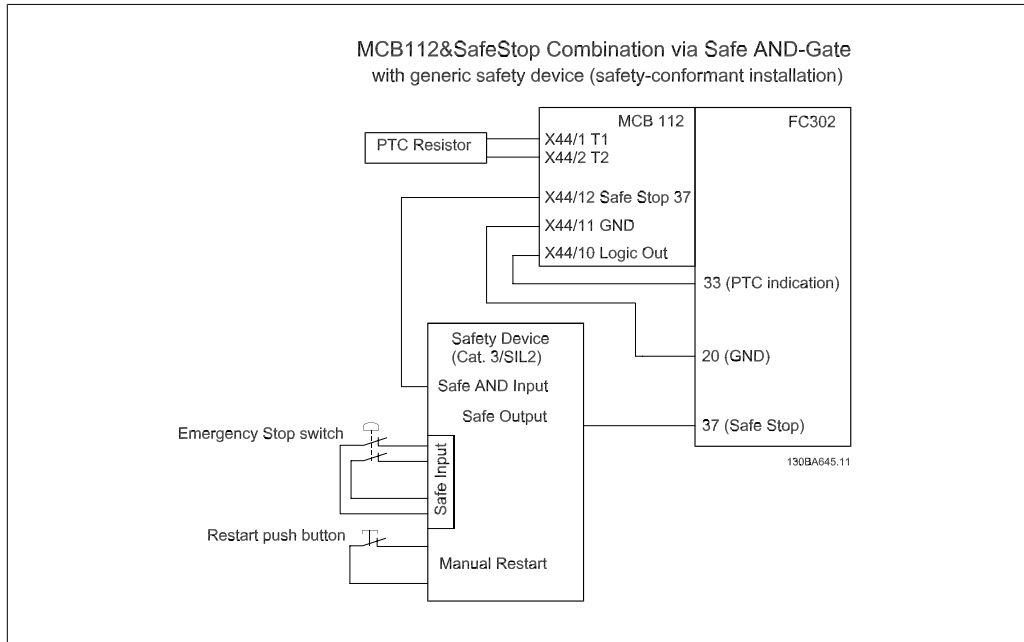 MCB112&SafeStop Combination via Safe AND-Gate
with generic safety device (safety-conformant installation)
MCB 112
FC302
PTC Resistor
X44/1 T1
X44/2 T2
X44/12 Safe Stop 37
X44/11 GND
X44/10 Logic Out
33 (PTC indication)
Safety Device
(Cat. 3/SIL2)
20 (GND)
Safe AND Input
Safe Output
37 (Safe Stop)
Emergency Stop switch
Safe Input
130BA645.11
Restart push button
Manual Restart